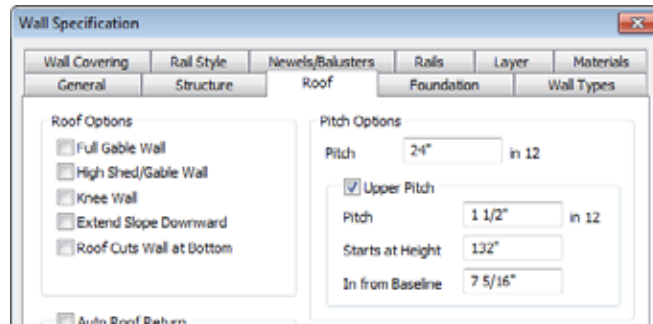 Wall Specification
Wall Covering Rail Style Newels/Balusters Rails Layer Materials
General Structure Roof Foundation Wall Types
Roof Options
Full Gable Wall
High Shed/Gable Wall
Knee Wall
Extend Slope Downward
Roof Cuts Wall at Bottom
Auto Roof Return
Pitch Options
Pitch 24" in 12
Upper Pitch
Pitch 1 1/2" in 12
Starts at Height 132"
In from Baseline 7 5/16"